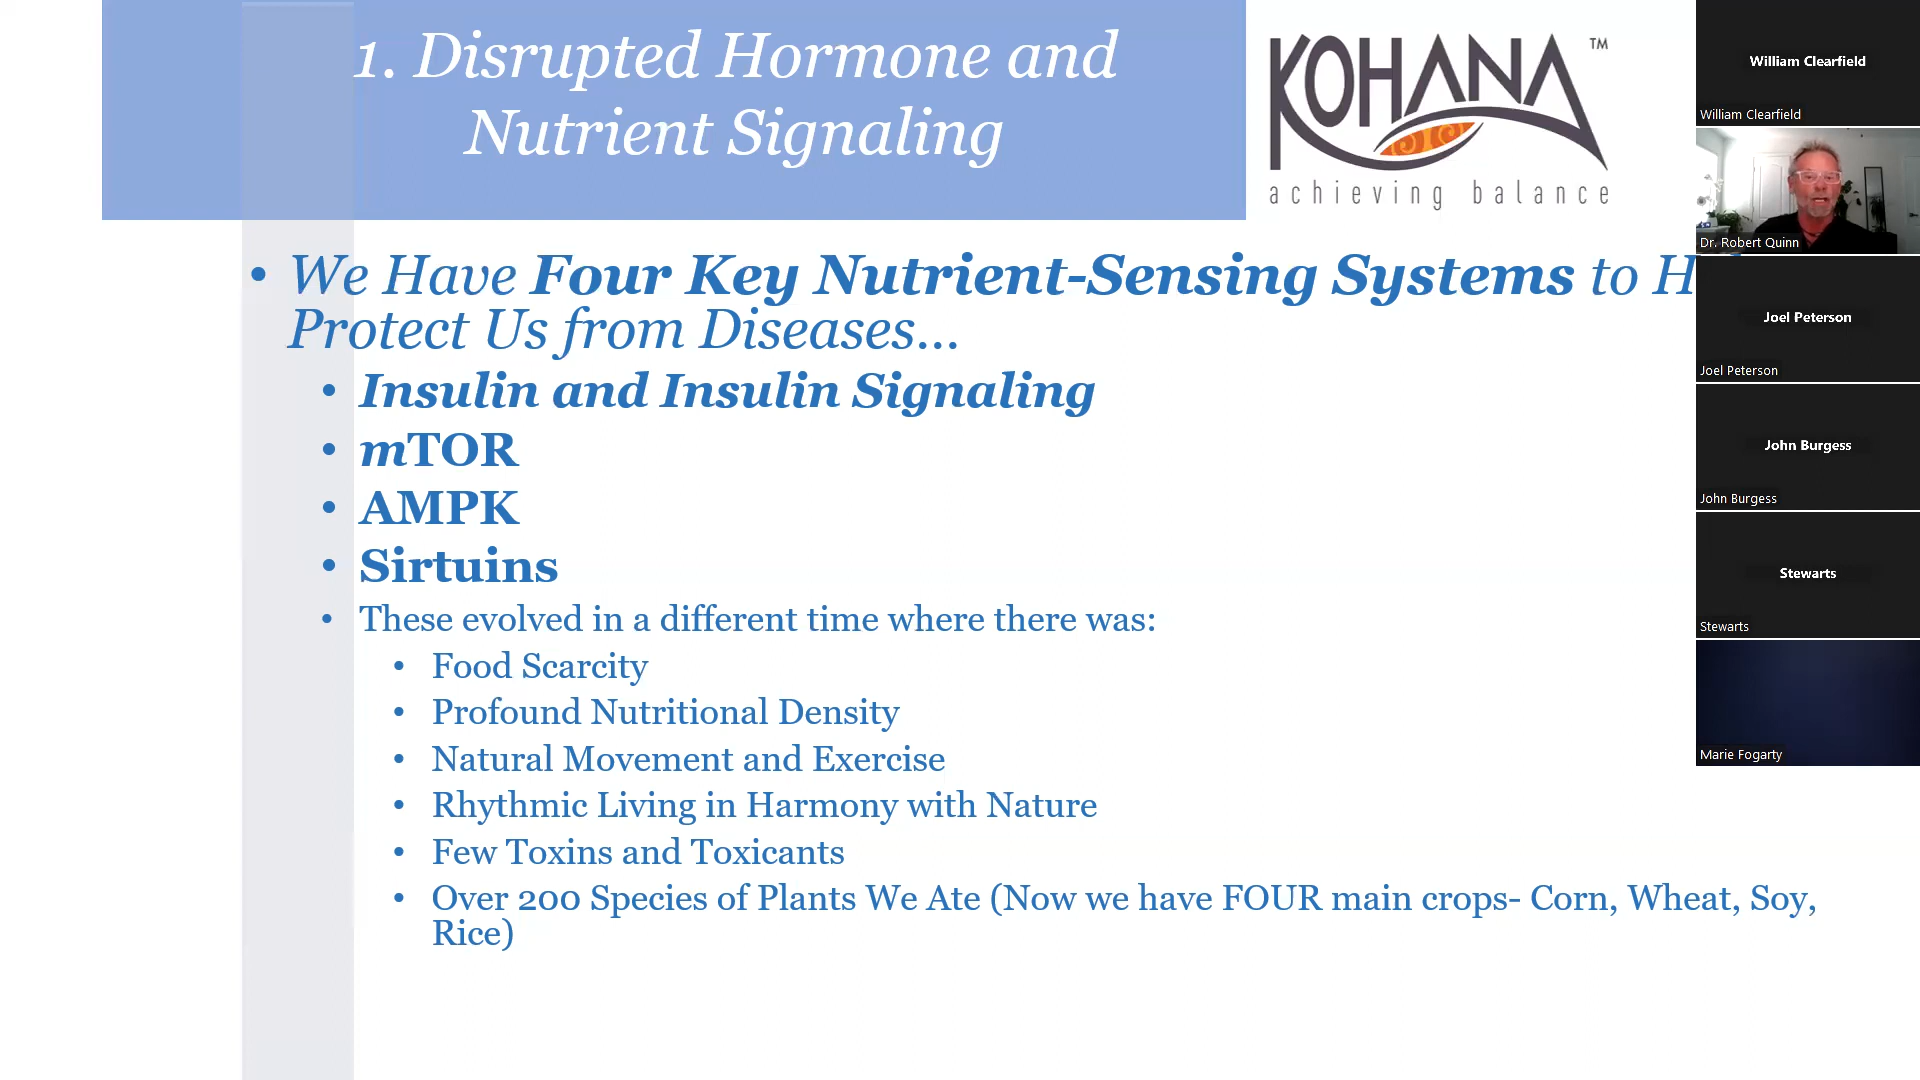 1. Disrupted Hormone and
Nutrient Signaling
KOHANA ™
achieving balance
• We Have Four Key Nutrient-Sensing Systems to H
Protect Us from Diseases...
• Insulin and Insulin Signaling
• mTOR
• AMPK
• Sirtuins
• These evolved in a different time where there was:
• Food Scarcity
• Profound Nutritional Density
• Natural Movement and Exercise
• Rhythmic Living in Harmony with Nature
• Few Toxins and Toxicants
• Over 200 Species of Plants We Ate (Now we have FOUR main crops- Corn, Wheat, Soy,
Rice)
William Clearfield
William Clearfield
Dr. Robert Quinn
Joel Peterson
Joel Peterson
John Burgess
John Burgess
Stewarts
Stewarts
Marie Fogarty